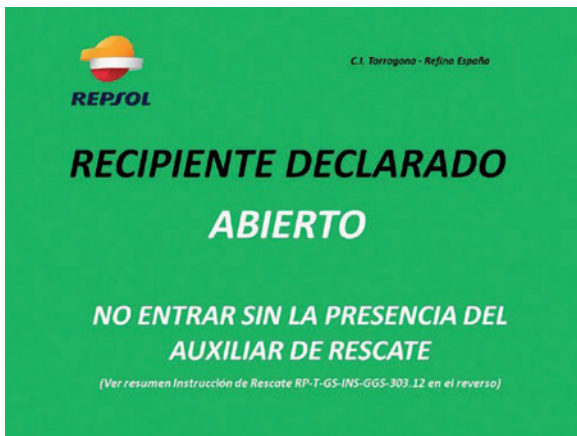 C.I. Tarragona - Refino España
REPSOL
RECIPIENTE DECLARADO
ABIERTO
NO ENTRAR SIN LA PRESENCIA DEL
AUXILIAR DE RESCATE
(Ver resumen Instrucción de Rescate RP-T-GS-INS-GGS-303.12 en el reverso)